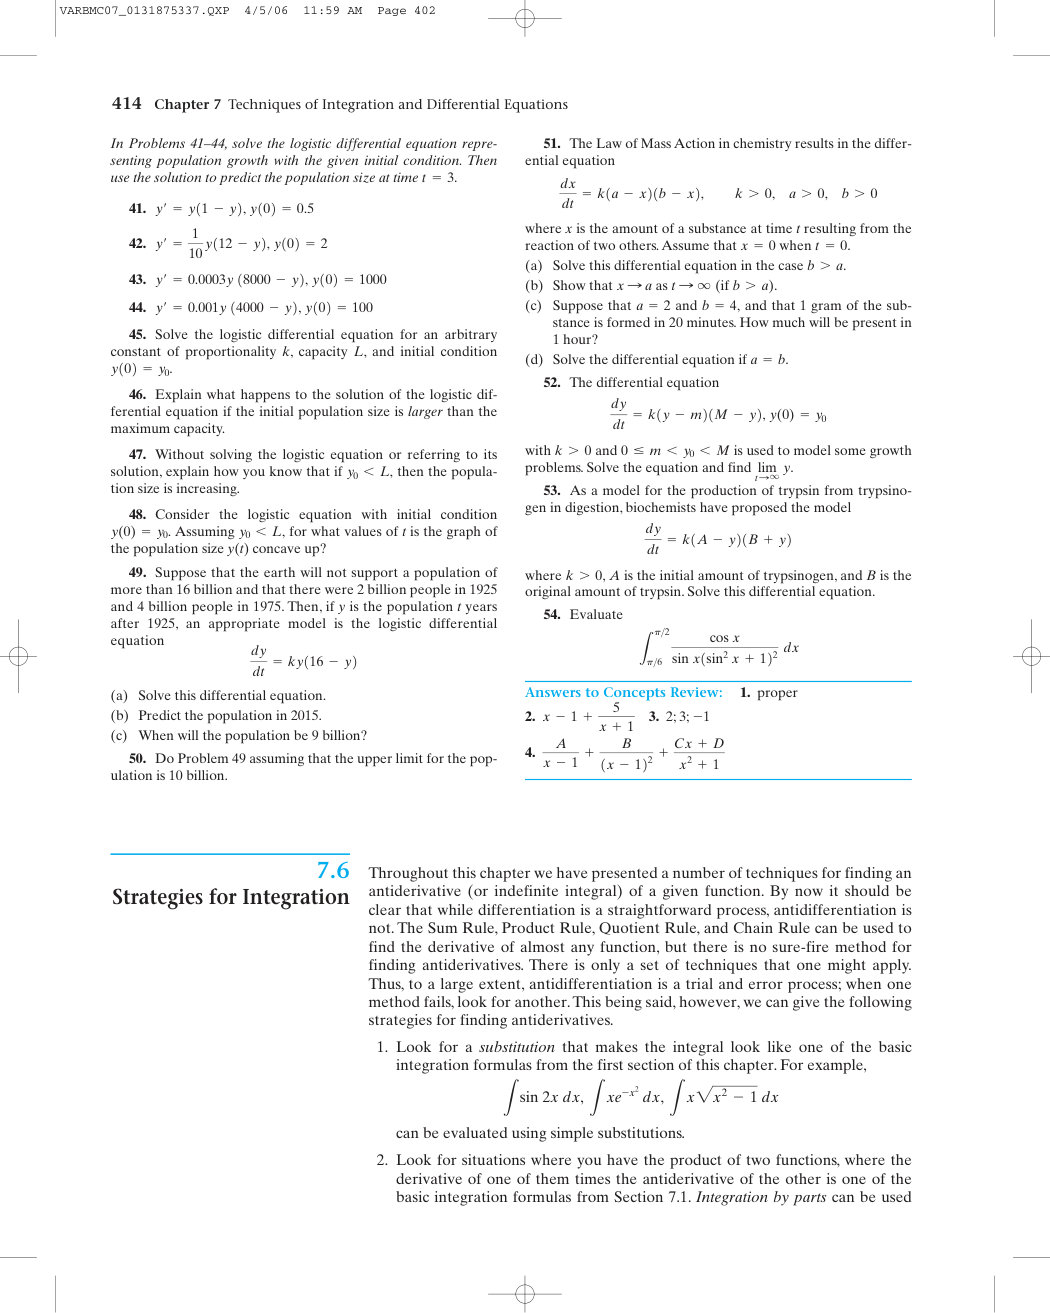 VARBMC07_0131875337.QXP 4/5/06 11:59 AM Page 402
414 Chapter 7 Techniques of Integration and Differential Equations
In Problems 41–44, solve the logistic differential equation repre-
senting population growth with the given initial condition. Then
use the solution to predict the population size at time t = 3.
41. y′ = y(1 − y), y(0) = 0.5
42. y′ = 1/10 y(12 − y), y(0) = 2
43. y′ = 0.0003y (8000 − y), y(0) = 1000
44. y′ = 0.001y (4000 − y), y(0) = 100
45. Solve the logistic differential equation for an arbitrary
constant of proportionality k, capacity L, and initial condition
y(0) = y₀.
46. Explain what happens to the solution of the logistic dif-
ferential equation if the initial population size is larger than the
maximum capacity.
47. Without solving the logistic equation or referring to its
solution, explain how you know that if y₀ < L, then the popula-
tion size is increasing.
48. Consider the logistic equation with initial condition
y(0) = y₀. Assuming y₀ < L, for what values of t is the graph of
the population size y(t) concave up?
49. Suppose that the earth will not support a population of
more than 16 billion and that there were 2 billion people in 1925
and 4 billion people in 1975. Then, if y is the population t years
after 1925, an appropriate model is the logistic differential
equation
dy/dt = ky(16 − y)
(a) Solve this differential equation.
(b) Predict the population in 2015.
(c) When will the population be 9 billion?
50. Do Problem 49 assuming that the upper limit for the pop-
ulation is 10 billion.
51. The Law of Mass Action in chemistry results in the differ-
ential equation
dx/dt = k(a − x)(b − x), k > 0, a > 0, b > 0
where x is the amount of a substance at time t resulting from the
reaction of two others. Assume that x = 0 when t = 0.
(a) Solve this differential equation in the case b > a.
(b) Show that x → a as t → ∞ (if b > a).
(c) Suppose that a = 2 and b = 4, and that 1 gram of the sub-
stance is formed in 20 minutes. How much will be present in
1 hour?
(d) Solve the differential equation if a = b.
52. The differential equation
dy/dt = k(y − m)(M − y), y(0) = y₀
with k > 0 and 0 ≤ m < y₀ < M is used to model some growth
problems. Solve the equation and find lim t→∞ y.
53. As a model for the production of trypsin from trypsino-
gen in digestion, biochemists have proposed the model
dy/dt = k(A − y)(B + y)
where k > 0, A is the initial amount of trypsinogen, and B is the
original amount of trypsin. Solve this differential equation.
54. Evaluate
∫_{π/6}^{π/2} cos x / (sin x(sin² x + 1)²) dx
Answers to Concepts Review: 1. proper
2. x − 1 + 5/(x + 1) 3. 2; 3; −1
4. A/(x − 1) + B/(x − 1)² + (Cx + D)/(x² + 1)
7.6
Strategies for Integration
Throughout this chapter we have presented a number of techniques for finding an
antiderivative (or indefinite integral) of a given function. By now it should be
clear that while differentiation is a straightforward process, antidifferentiation is
not. The Sum Rule, Product Rule, Quotient Rule, and Chain Rule can be used to
find the derivative of almost any function, but there is no sure-fire method for
finding antiderivatives. There is only a set of techniques that one might apply.
Thus, to a large extent, antidifferentiation is a trial and error process; when one
method fails, look for another. This being said, however, we can give the following
strategies for finding antiderivatives.
1. Look for a substitution that makes the integral look like one of the basic
integration formulas from the first section of this chapter. For example,
∫ sin 2x dx, ∫ xe^{−x²} dx, ∫ x√(x² − 1) dx
can be evaluated using simple substitutions.
2. Look for situations where you have the product of two functions, where the
derivative of one of them times the antiderivative of the other is one of the
basic integration formulas from Section 7.1. Integration by parts can be used